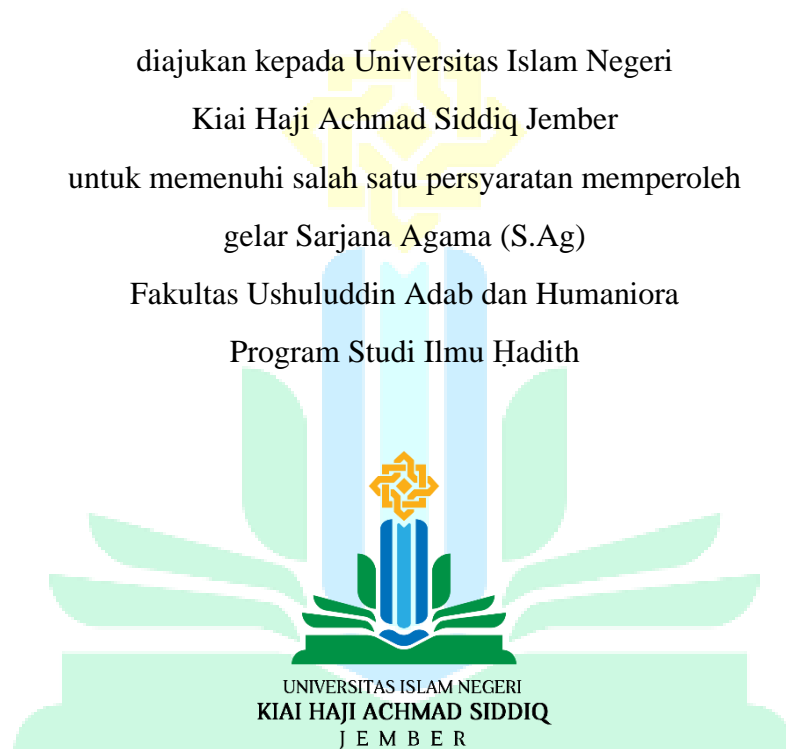 diajukan kepada Universitas Islam Negeri
Kiai Haji Achmad Siddiq Jember
untuk memenuhi salah satu persyaratan memperoleh
gelar Sarjana Agama (S.Ag)
Fakultas Ushuluddin Adab dan Humaniora
Program Studi Ilmu Ḥadith
UNIVERSITAS ISLAM NEGERI
KIAI HAJI ACHMAD SIDDIQ
JEMBER